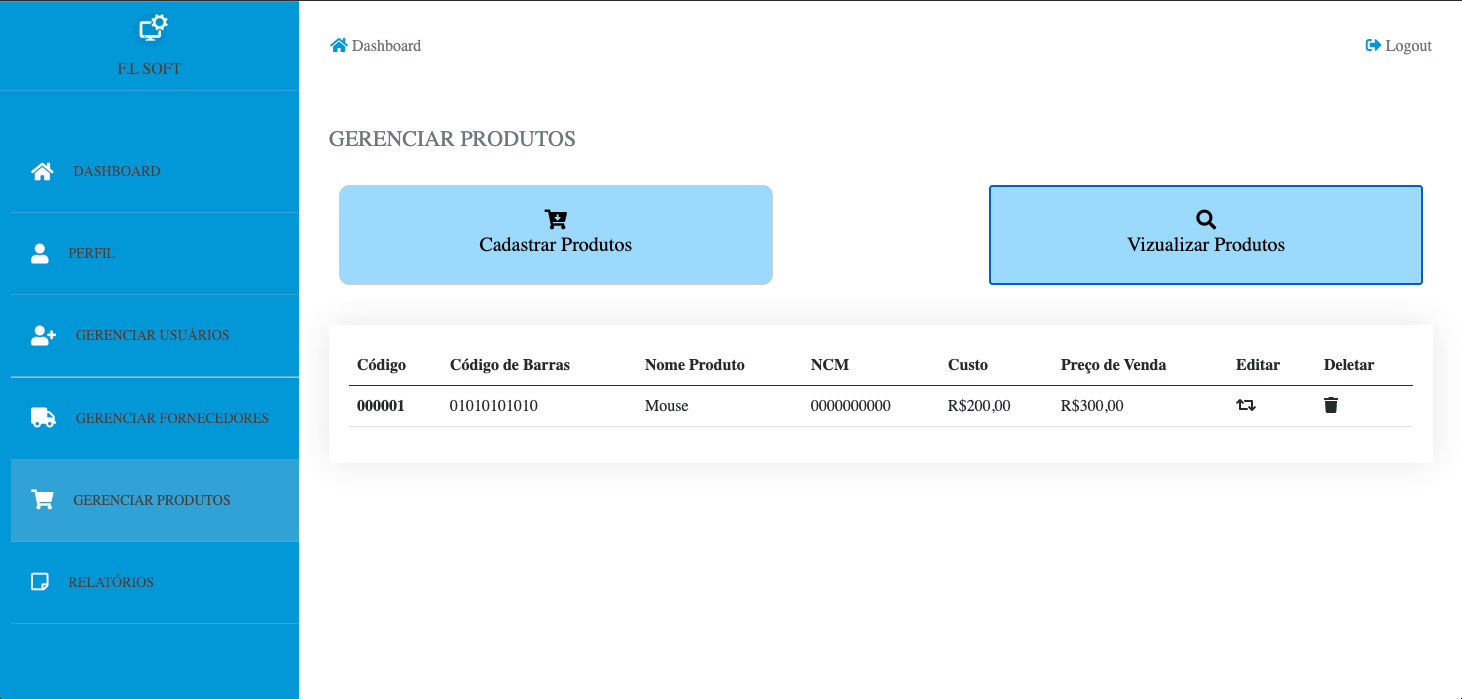 F.L SOFT
DASHBOARD
PERFIL
GERENCIAR USUÁRIOS
GERENCIAR FORNECEDORES
GERENCIAR PRODUTOS
RELATÓRIOS
Dashboard
Logout
GERENCIAR PRODUTOS
Cadastrar Produtos
Vizualizar Produtos
Código Código de Barras Nome Produto NCM Custo Preço de Venda Editar Deletar
000001 01010101010 Mouse 0000000000 R$200,00 R$300,00